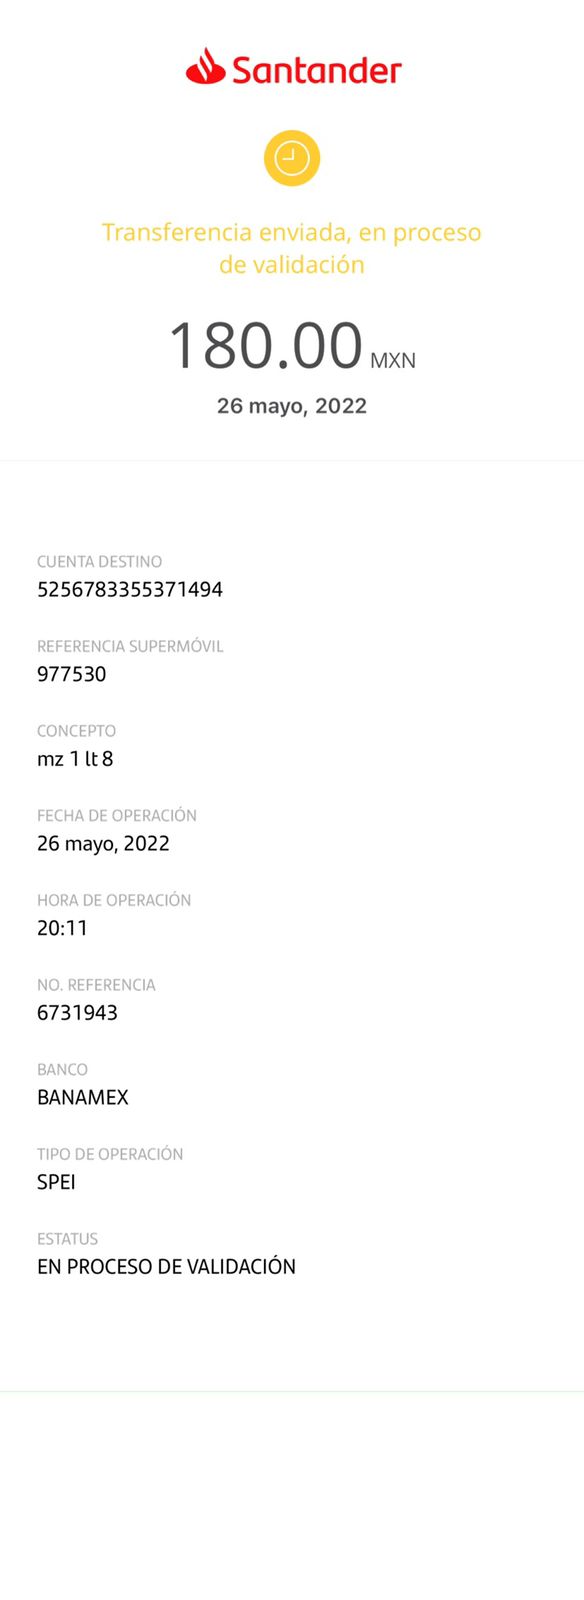 Santander
Transferencia enviada, en proceso
de validación
180.00 MXN
26 mayo, 2022
CUENTA DESTINO
5256783355371494
REFERENCIA SUPERMÓVIL
977530
CONCEPTO
mz 1 lt 8
FECHA DE OPERACIÓN
26 mayo, 2022
HORA DE OPERACIÓN
20:11
NO. REFERENCIA
6731943
BANCO
BANAMEX
TIPO DE OPERACIÓN
SPEI
ESTATUS
EN PROCESO DE VALIDACIÓN